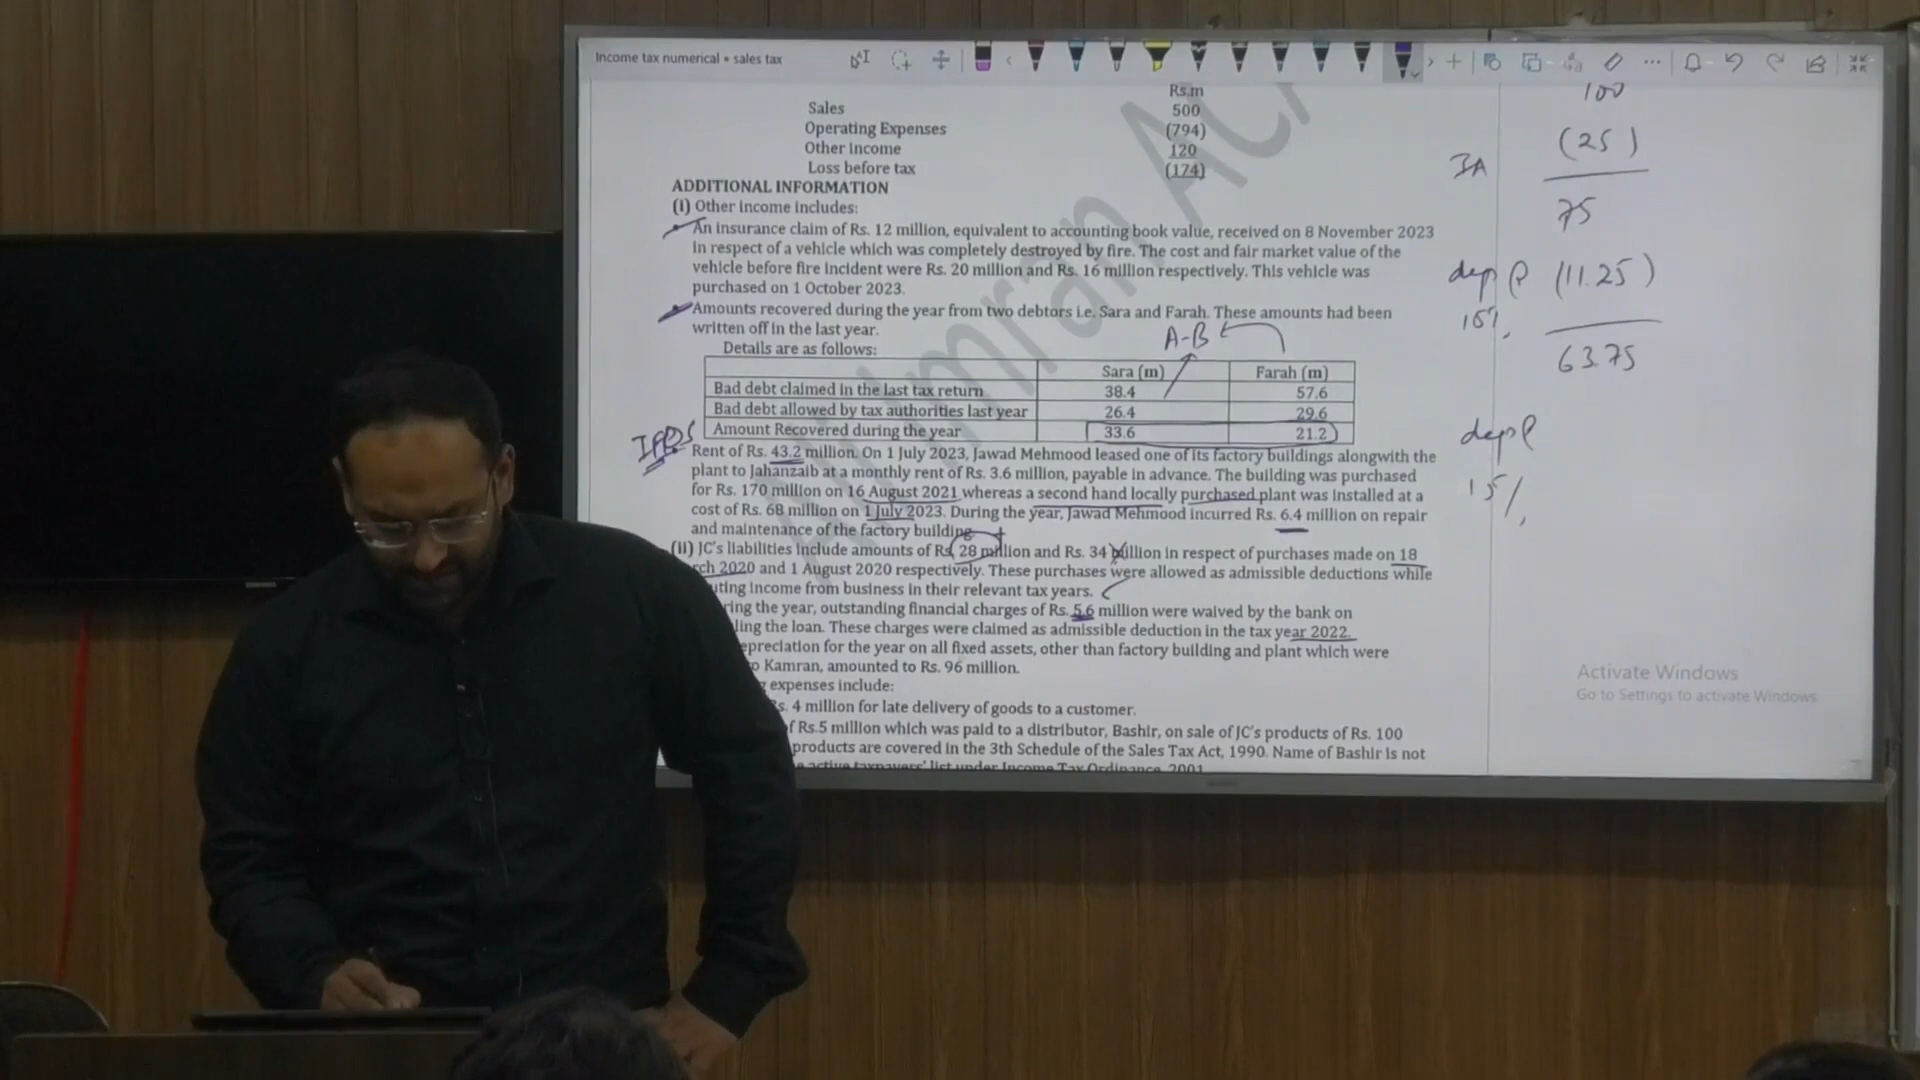 Income tax numerical + sales tax
Rs.m
Sales 500
Operating Expenses (794)
Other Income 120
Loss before tax (174)
ADDITIONAL INFORMATION
(i) Other income includes:
An insurance claim of Rs. 12 million, equivalent to accounting book value, received on 8 November 2023
in respect of a vehicle which was completely destroyed by fire. The cost and fair market value of the
vehicle before fire incident were Rs. 20 million and Rs. 16 million respectively. This vehicle was
purchased on 1 October 2023.
Amounts recovered during the year from two debtors i.e. Sara and Farah. These amounts had been
written off in the last year.
A-B
Details are as follows:
Sara (m) Farah (m)
Bad debt claimed in the last tax return 38.4 57.6
Bad debt allowed by tax authorities last year 26.4 29.6
Amount Recovered during the year 33.6 21.2
IFOS
Rent of Rs. 43.2 million. On 1 July 2023, Jawad Mehmood leased one of its factory buildings alongwith the
plant to Jahanzaib at a monthly rent of Rs. 3.6 million, payable in advance. The building was purchased
for Rs. 170 million on 16 August 2021 whereas a second hand locally purchased plant was installed at a
cost of Rs. 68 million on 1 July 2023. During the year, Jawad Mehmood incurred Rs. 6.4 million on repair
and maintenance of the factory building
(ii) JC's liabilities include amounts of Rs. 28 million and Rs. 34 million in respect of purchases made on 18
rch 2020 and 1 August 2020 respectively. These purchases were allowed as admissible deductions while
uting income from business in their relevant tax years.
ring the year, outstanding financial charges of Rs. 5.6 million were waived by the bank on
ling the loan. These charges were claimed as admissible deduction in the tax year 2022.
epreciation for the year on all fixed assets, other than factory building and plant which were
o Kamran, amounted to Rs. 96 million.
expenses include:
s. 4 million for late delivery of goods to a customer.
f Rs.5 million which was paid to a distributor, Bashir, on sale of JC's products of Rs. 100
products are covered in the 3th Schedule of the Sales Tax Act, 1990. Name of Bashir is not
e active taxpayers' list under Income Tax Ordinance, 2001
100
IA (25)
75
dep (11.25)
15%
63.75
dep
15%
Activate Windows
Go to Settings to activate Windows.